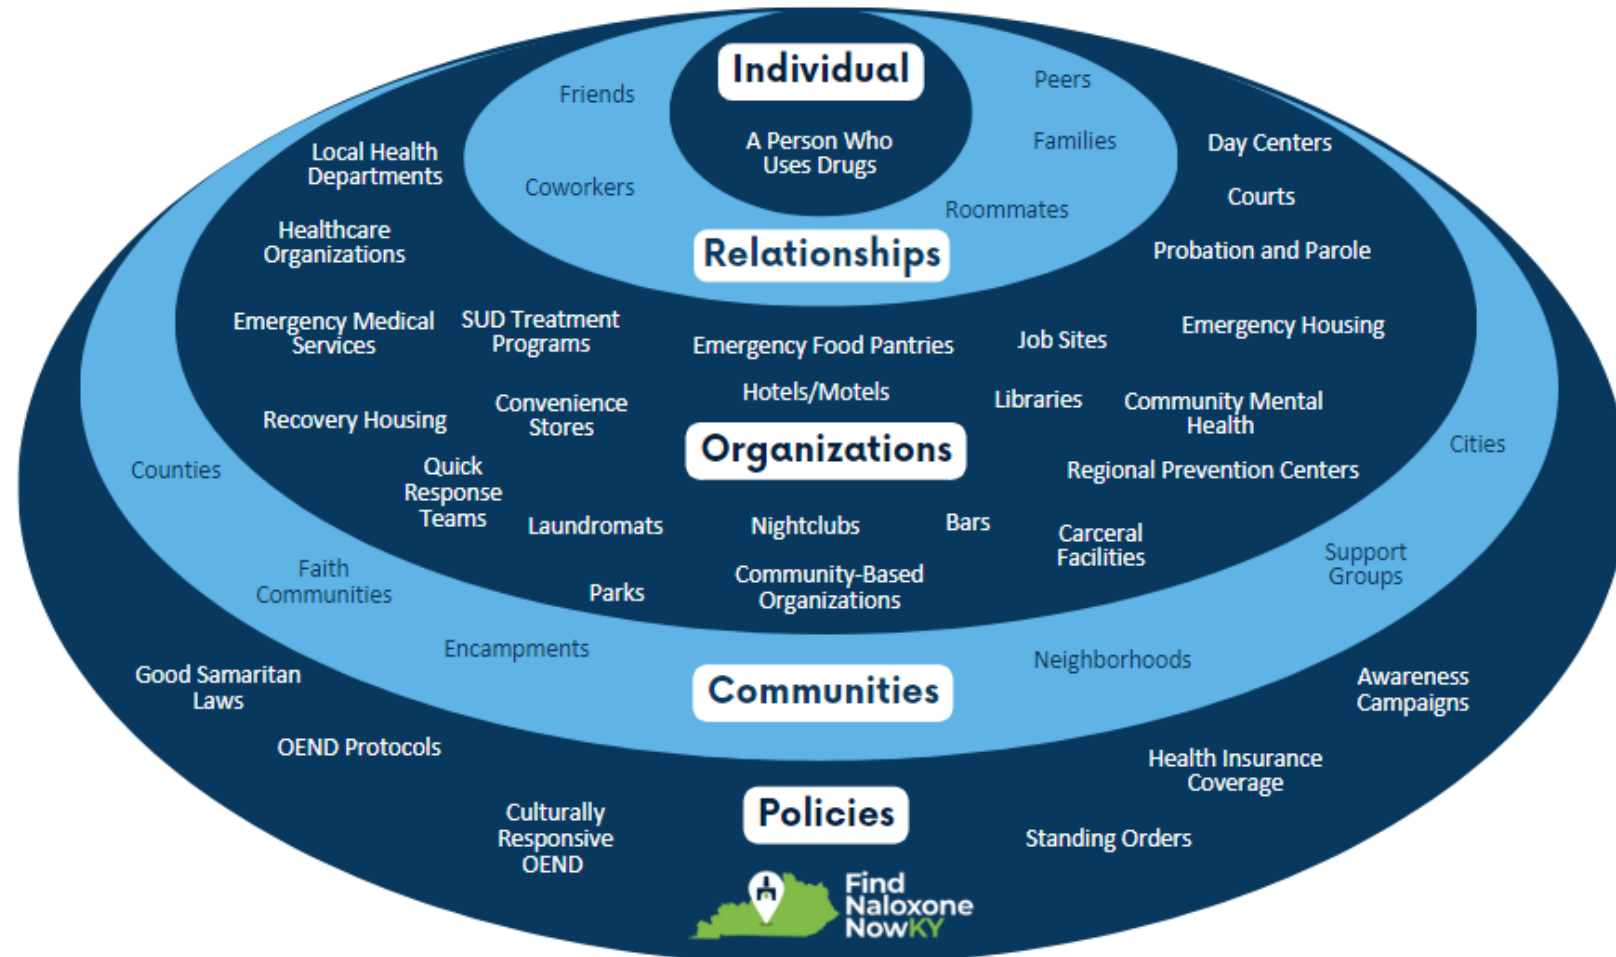 Individual
A Person Who
Uses Drugs
Friends
Coworkers
Peers
Families
Roommates
Relationships
Local Health
Departments
Healthcare
Organizations
Emergency Medical
Services
SUD Treatment
Programs
Recovery Housing
Convenience
Stores
Quick
Response
Teams
Laundromats
Parks
Emergency Food Pantries
Hotels/Motels
Organizations
Nightclubs
Community-Based
Organizations
Bars
Day Centers
Courts
Probation and Parole
Emergency Housing
Job Sites
Libraries
Community Mental
Health
Regional Prevention Centers
Carceral
Facilities
Counties
Faith
Communities
Encampments
Communities
Neighborhoods
Support
Groups
Cities
Good Samaritan
Laws
OEND Protocols
Culturally
Responsive
OEND
Policies
Standing Orders
Health Insurance
Coverage
Awareness
Campaigns
Find
Naloxone
NowKY